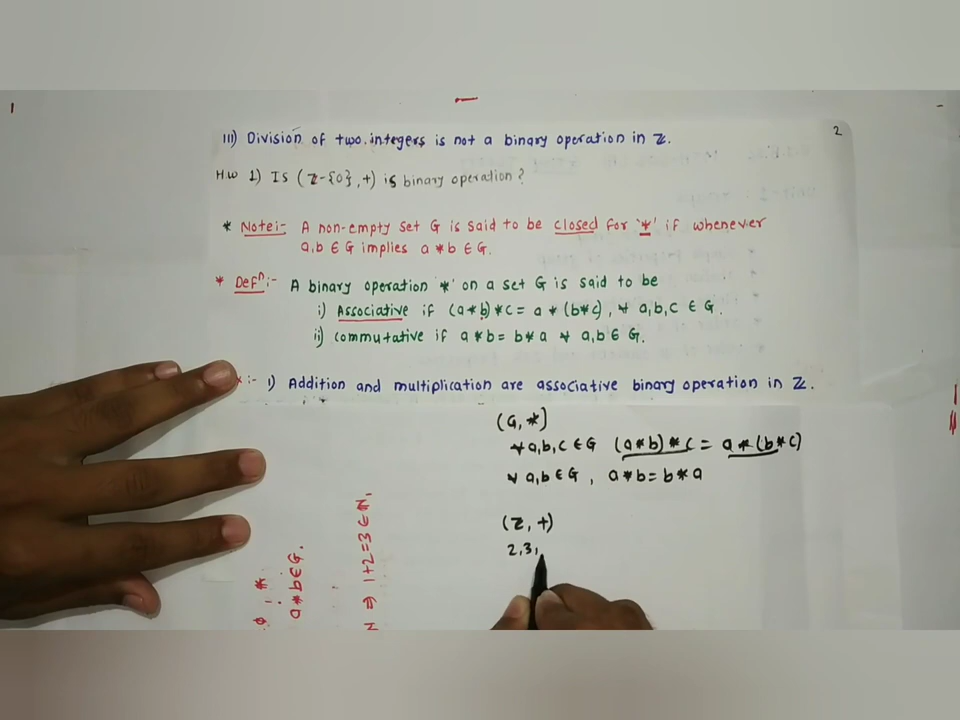 2
III) Division of two integers is not a binary operation in Z.
H.W 1) Is (Z-{0}, +) is binary operation?
* Note:- A non-empty set G is said to be closed for '*' if whenever
a,b ∈ G implies a * b ∈ G.
* Defⁿ:- A binary operation '*' on a set G is said to be
i) Associative if (a*b)*c = a*(b*c), ∀ a,b,c ∈ G.
ii) commutative if a*b = b*a ∀ a,b ∈ G.
:- 1) Addition and multiplication are associative binary operation in Z.
(G, *)
∀ a,b,c ∈ G (a*b)*c = a*(b*c)
∀ a,b ∈ G, a*b = b*a
(Z, +)
2,3,
a*b∈G.
⇒ 1+2=3 ∈ N,